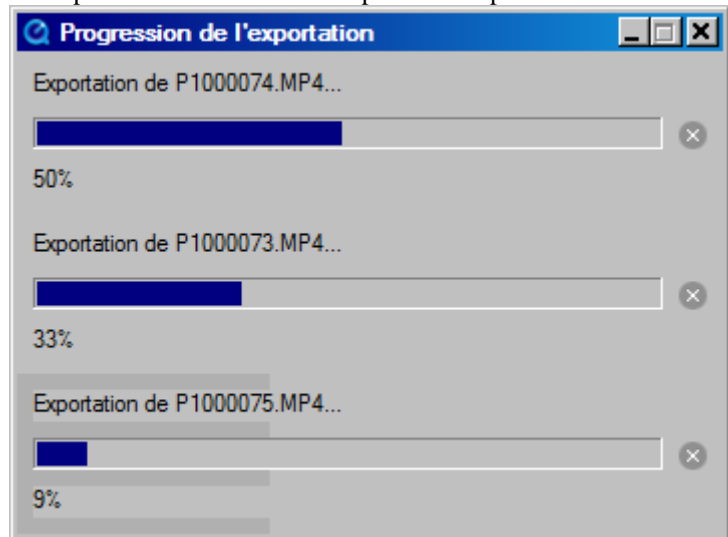 Progression de l'exportation
Exportation de P1000074.MP4...
50%
Exportation de P1000073.MP4...
33%
Exportation de P1000075.MP4...
9%